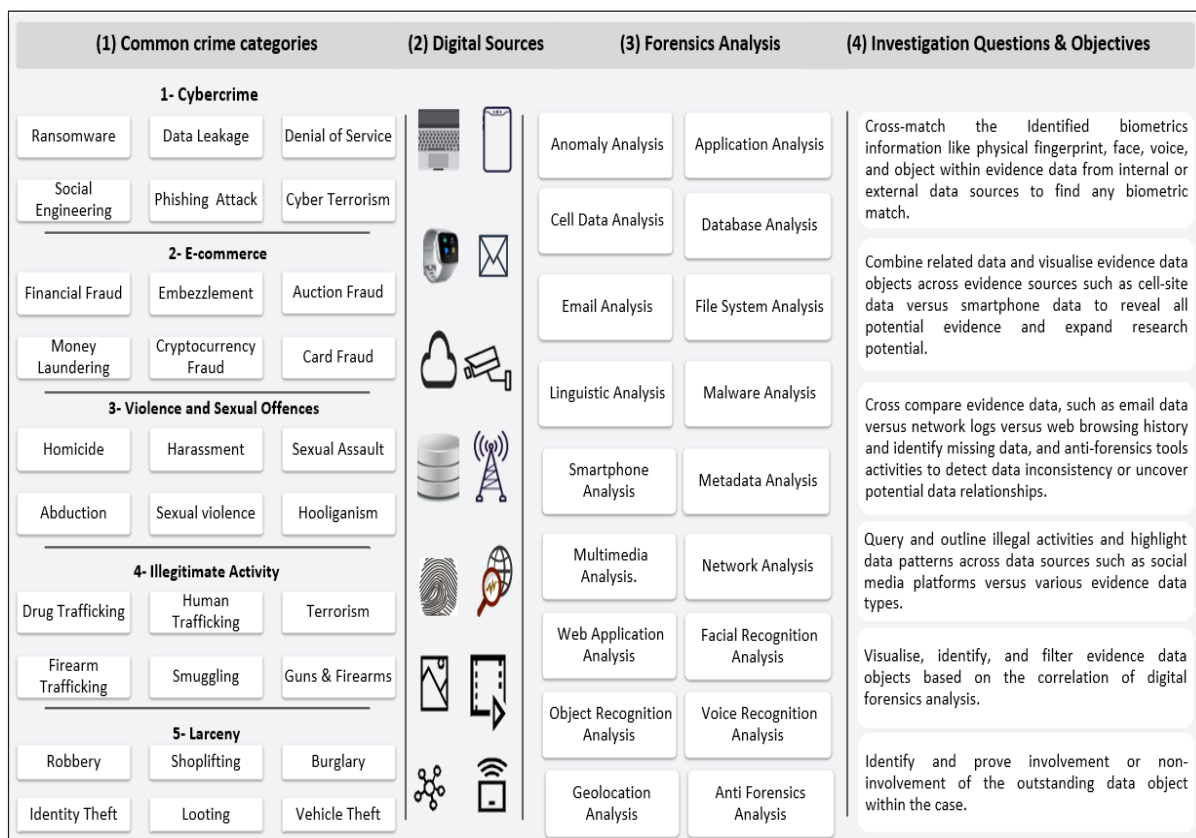 (1) Common crime categories
(2) Digital Sources
(3) Forensics Analysis
(4) Investigation Questions & Objectives
1- Cybercrime
Ransomware
Data Leakage
Denial of Service
Social
Engineering
Phishing Attack
Cyber Terrorism
2- E-commerce
Financial Fraud
Embezzlement
Auction Fraud
Money
Laundering
Cryptocurrency
Fraud
Card Fraud
3- Violence and Sexual Offences
Homicide
Harassment
Sexual Assault
Abduction
Sexual violence
Hooliganism
4- Illegitimate Activity
Drug Trafficking
Human
Trafficking
Terrorism
Firearm
Trafficking
Smuggling
Guns & Firearms
5- Larceny
Robbery
Shoplifting
Burglary
Identity Theft
Looting
Vehicle Theft
Anomaly Analysis
Application Analysis
Cell Data Analysis
Database Analysis
Email Analysis
File System Analysis
Linguistic Analysis
Malware Analysis
Smartphone
Analysis
Metadata Analysis
Multimedia
Analysis.
Network Analysis
Web Application
Analysis
Facial Recognition
Analysis
Object Recognition
Analysis
Voice Recognition
Analysis
Geolocation
Analysis
Anti Forensics
Analysis
Cross-match the Identified biometrics
information like physical fingerprint, face, voice,
and object within evidence data from internal or
external data sources to find any biometric
match.
Combine related data and visualise evidence data
objects across evidence sources such as cell-site
data versus smartphone data to reveal all
potential evidence and expand research
potential.
Cross compare evidence data, such as email data
versus network logs versus web browsing history
and identify missing data, and anti-forensics tools
activities to detect data inconsistency or uncover
potential data relationships.
Query and outline illegal activities and highlight
data patterns across data sources such as social
media platforms versus various evidence data
types.
Visualise, identify, and filter evidence data
objects based on the correlation of digital
forensics analysis.
Identify and prove involvement or non-
involvement of the outstanding data object
within the case.